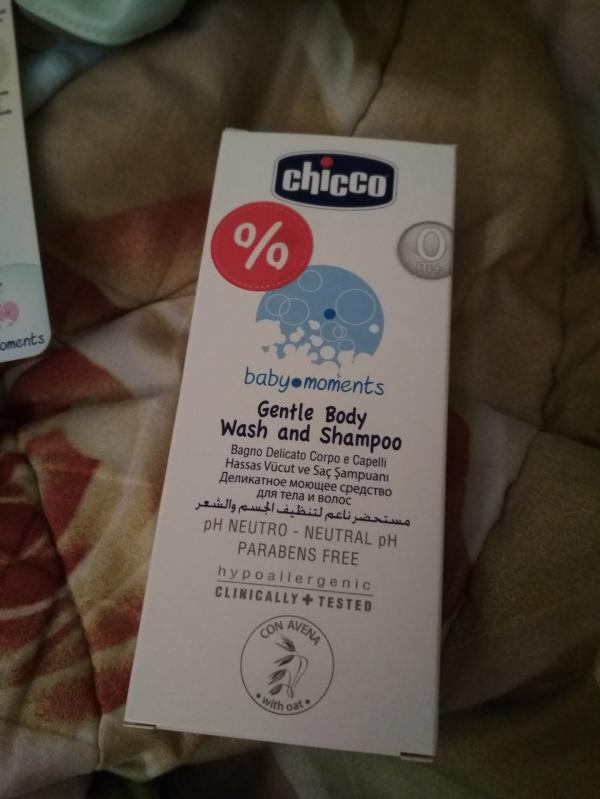 chicco
%
0
m+
baby moments
Gentle Body
Wash and Shampoo
Bagno Delicato Corpo e Capelli
Hassas Vücut ve Saç Şampuanı
Деликатное моющее средство
для тела и волос
مستحضر ناعم لتنظيف الجسم والشعر
pH NEUTRO - NEUTRAL pH
PARABENS FREE
hypoallergenic
CLINICALLY + TESTED
CON AVENA
• with oat •
oments